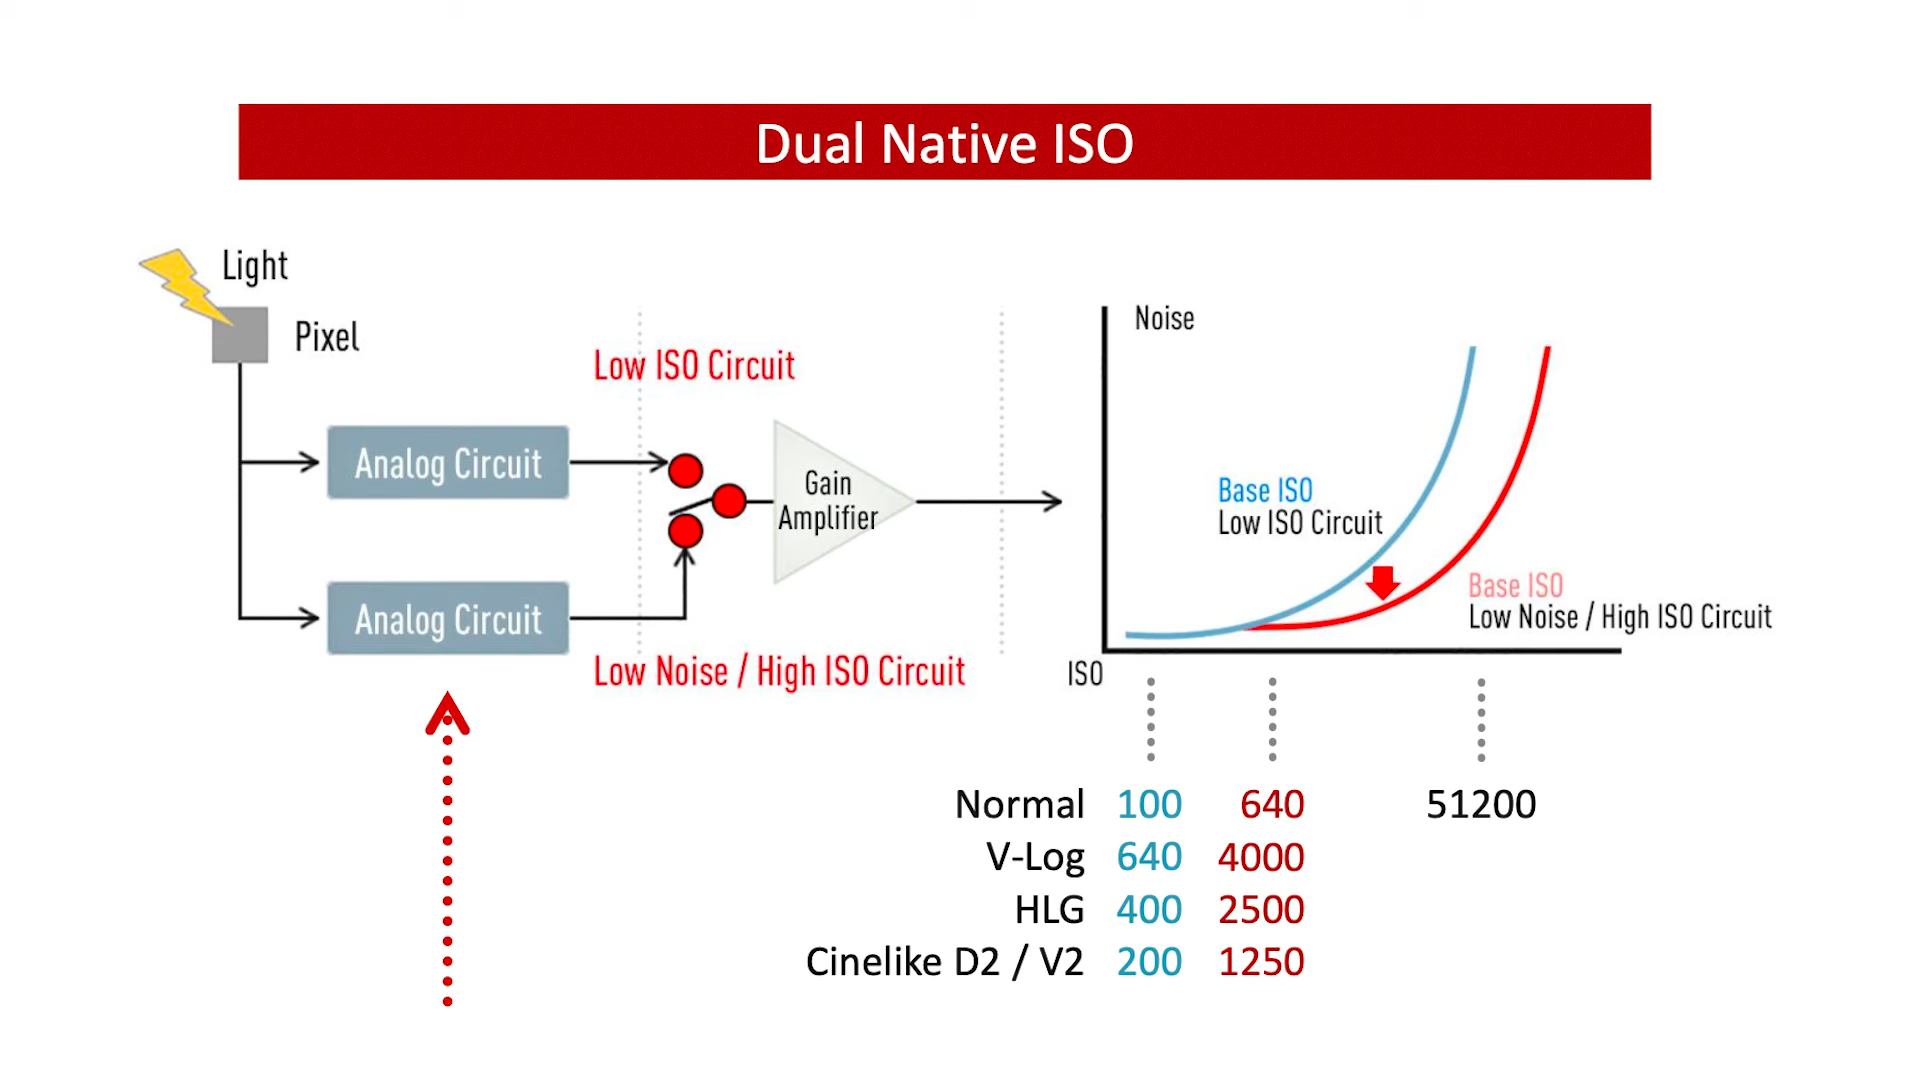 Dual Native ISO
Light
Pixel
Low ISO Circuit
Analog Circuit
Gain
Amplifier
Analog Circuit
Low Noise / High ISO Circuit
Noise
Base ISO
Low ISO Circuit
Base ISO
Low Noise / High ISO Circuit
ISO
Normal 100 640 51200
V-Log 640 4000
HLG 400 2500
Cinelike D2 / V2 200 1250